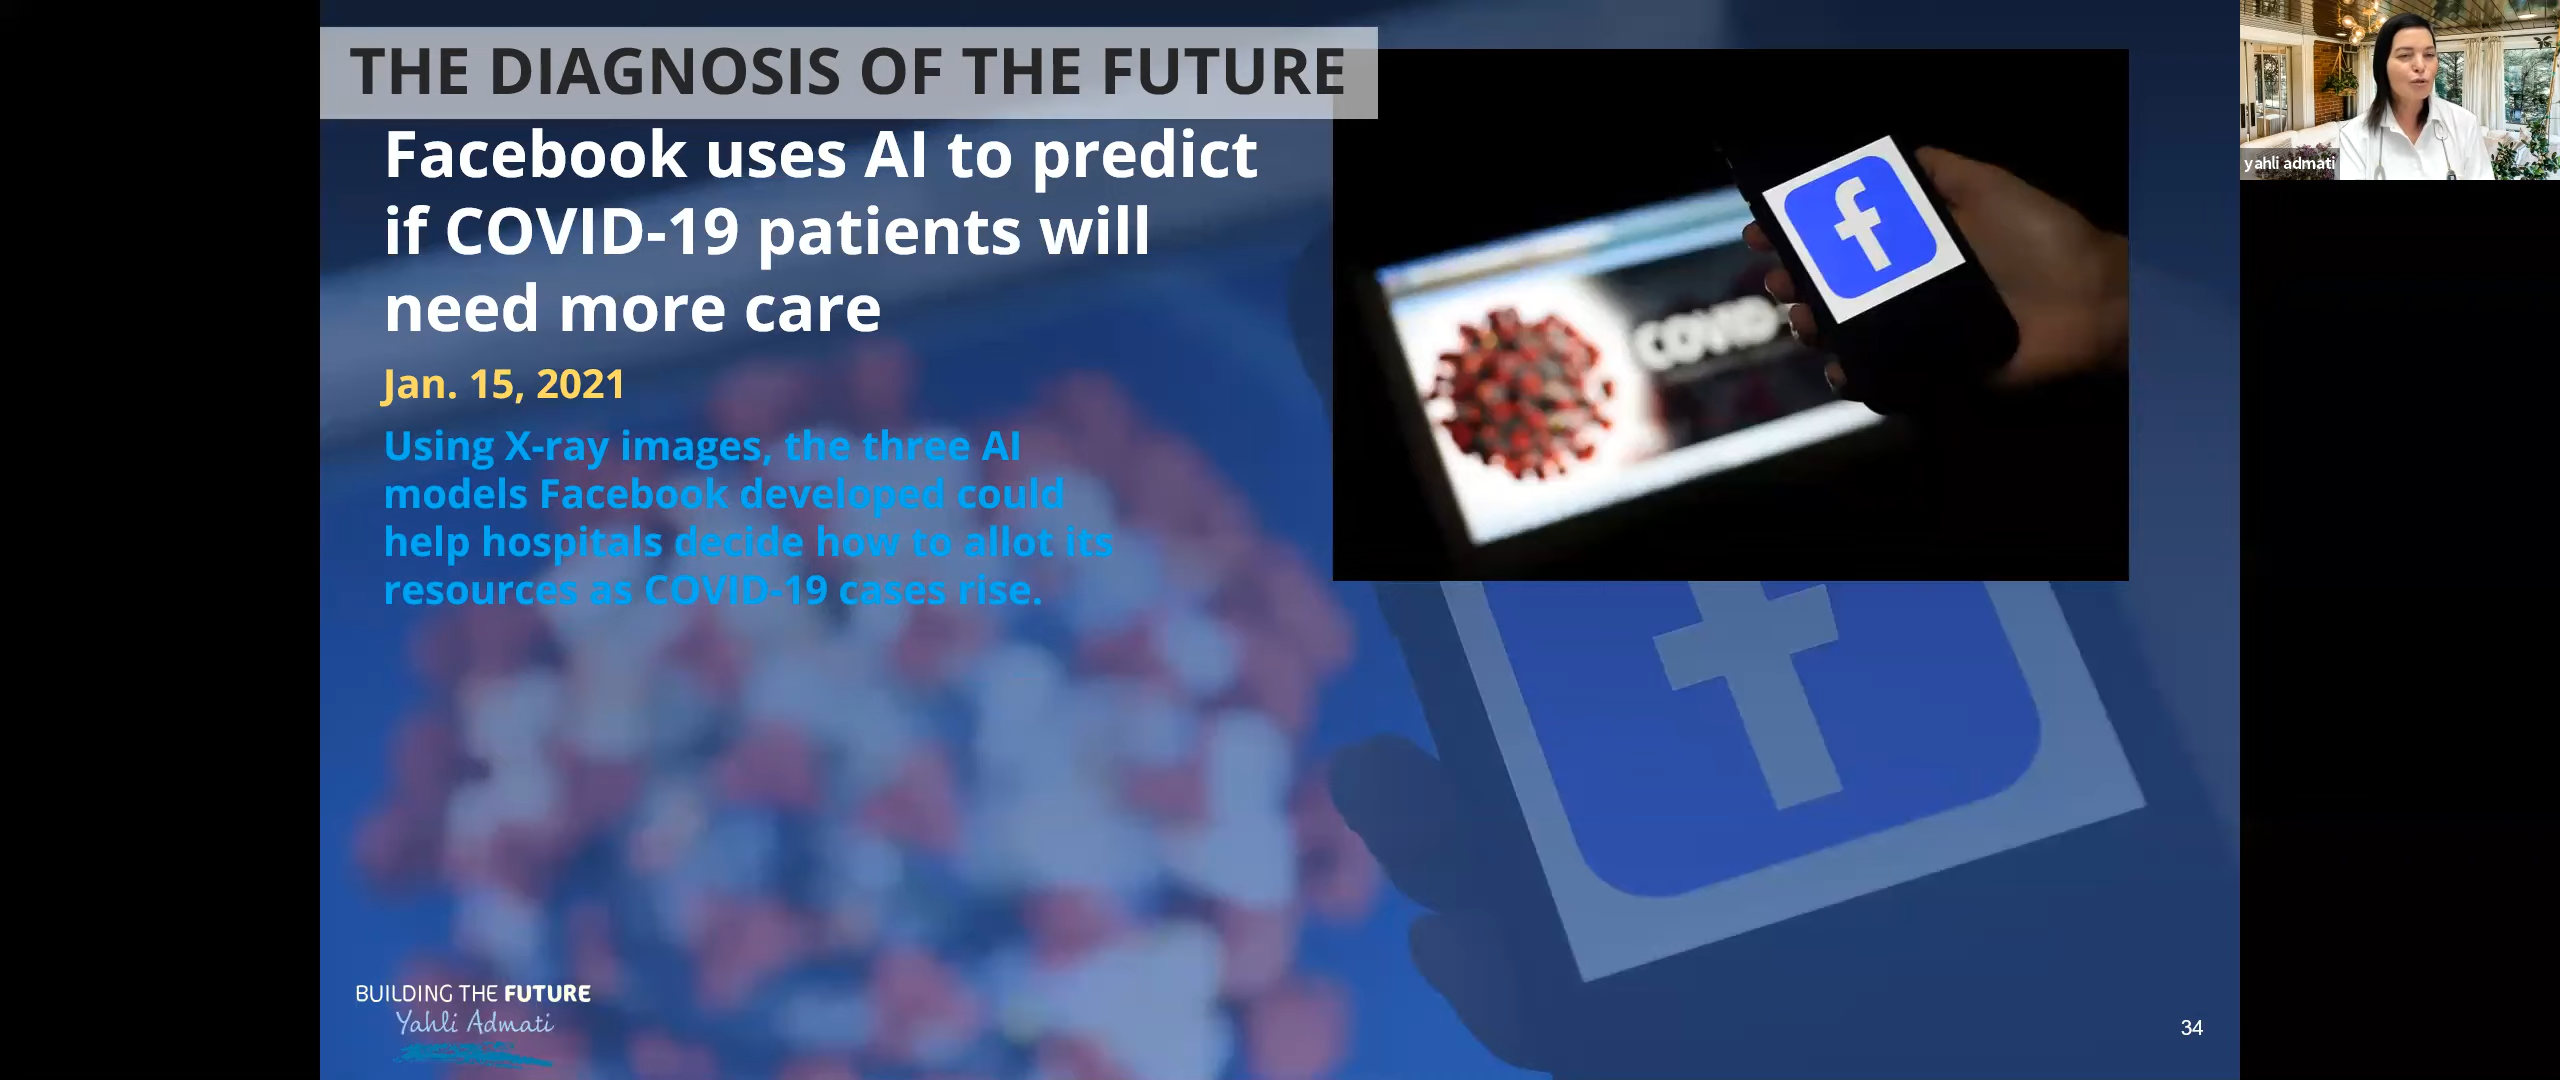 THE DIAGNOSIS OF THE FUTURE
Facebook uses AI to predict
if COVID-19 patients will
need more care
Jan. 15, 2021
Using X-ray images, the three AI
models Facebook developed could
help hospitals decide how to allot its
resources as COVID-19 cases rise.
COVID-
f
f
yahli admati
BUILDING THE FUTURE
Yahli Admati
34